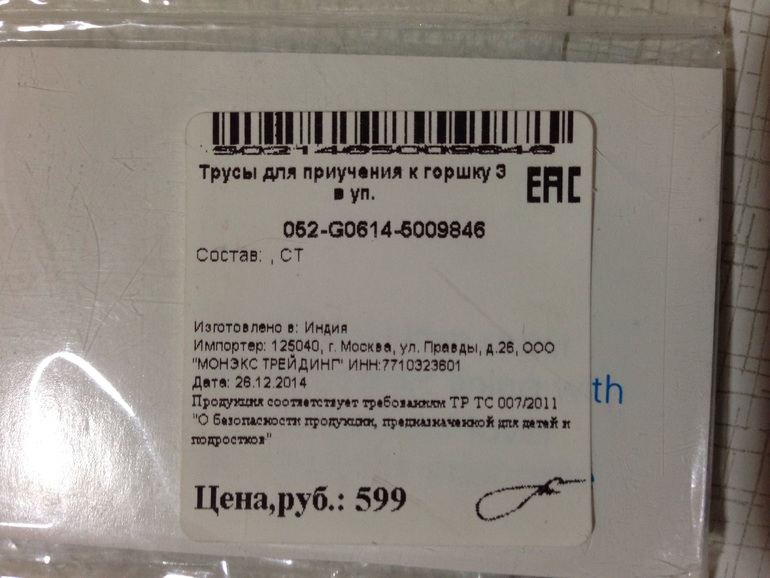 5021465009846
Трусы для приучения к горшку 3
в уп.
ЕАС
052-G0614-5009846
Состав: , СТ
Изготовлено в: Индия
Импортер: 125040, г. Москва, ул. Правды, д.26, ООО
"МОНЭКС ТРЕЙДИНГ" ИНН:7710323601
Дата: 26.12.2014
Продукция соответствует требованиям ТР ТС 007/2011
"О безопасности продукции, предназначенной для детей и
подростков"
th
Цена,руб.: 599